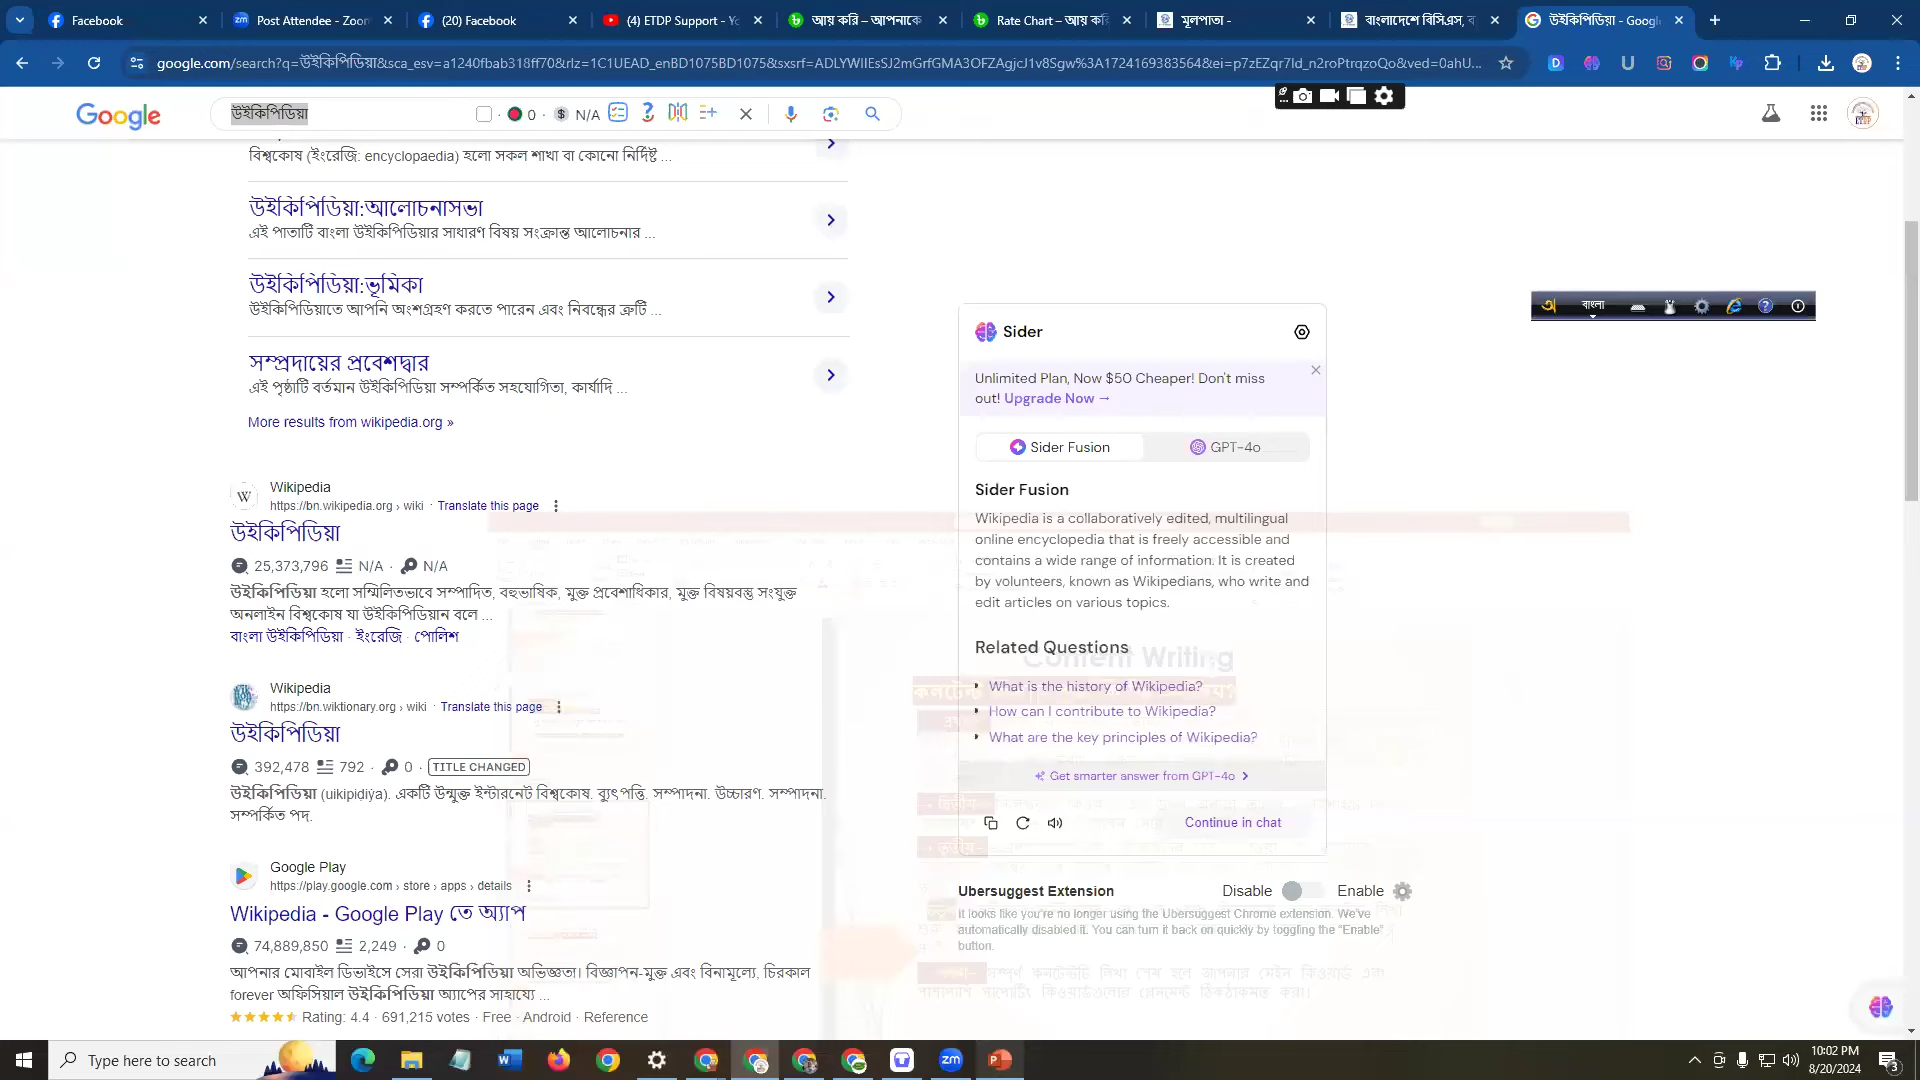 Facebook
Post Attendee - Zoom
(20) Facebook
(4) ETDP Support - Yo
আয় করি – আপনাকে
Rate Chart – আয় করি
মূলপাতা -
বাংলাদেশে বিসিএস, ব
উইকিপিডিয়া - Googl
google.com/search?q=উইকিপিডিয়া&sca_esv=a1240fbab318ff70&rlz=1C1UEAD_enBD1075BD1075&sxsrf=ADLYWIIEsSJ2mGrfGMA3OFZAgjcJ1v8Sgw%3A1724169383564&ei=p7zEZqr7Id_n2roPtrqzoQo&ved=0ahU...
Google
উইকিপিডিয়া
0
N/A
বিশ্বকোষ (ইংরেজি: encyclopaedia) হলো সকল শাখা বা কোনো নির্দিষ্ট ...
উইকিপিডিয়া:আলোচনাসভা
এই পাতাটি বাংলা উইকিপিডিয়ার সাধারণ বিষয় সংক্রান্ত আলোচনার ...
উইকিপিডিয়া:ভূমিকা
উইকিপিডিয়াতে আপনি অংশগ্রহণ করতে পারেন এবং নিবন্ধের ত্রুটি ...
সম্প্রদায়ের প্রবেশদ্বার
এই পৃষ্ঠাটি বর্তমান উইকিপিডিয়া সম্পর্কিত সহযোগিতা, কার্যাদি ...
More results from wikipedia.org »
Wikipedia
https://bn.wikipedia.org › wiki · Translate this page
উইকিপিডিয়া
25,373,796 N/A · N/A
উইকিপিডিয়া হলো সম্মিলিতভাবে সম্পাদিত, বহুভাষিক, মুক্ত প্রবেশাধিকার, মুক্ত বিষয়বস্তু সংযুক্ত
অনলাইন বিশ্বকোষ যা উইকিপিডিয়ান বলে ...
বাংলা উইকিপিডিয়া · ইংরেজি · পোলিশ
Wikipedia
https://bn.wiktionary.org › wiki · Translate this page
উইকিপিডিয়া
392,478 792 · 0 · TITLE CHANGED
উইকিপিডিয়া (uikipiḍiẏa). একটি উন্মুক্ত ইন্টারনেট বিশ্বকোষ. ব্যুৎপত্তি. সম্পাদনা. উচ্চারণ. সম্পাদনা.
সম্পর্কিত পদ.
Google Play
https://play.google.com › store › apps › details
Wikipedia - Google Play তে অ্যাপ
74,889,850 2,249 · 0
আপনার মোবাইল ডিভাইসে সেরা উইকিপিডিয়া অভিজ্ঞতা। বিজ্ঞাপন-মুক্ত এবং বিনামূল্যে, চিরকাল
forever অফিসিয়াল উইকিপিডিয়া অ্যাপের সাহায্যে ...
Rating: 4.4 · 691,215 votes · Free · Android · Reference
Sider
Unlimited Plan, Now $50 Cheaper! Don't miss
out! Upgrade Now →
Sider Fusion
GPT-4o
Sider Fusion
Wikipedia is a collaboratively edited, multilingual
online encyclopedia that is freely accessible and
contains a wide range of information. It is created
by volunteers, known as Wikipedians, who write and
edit articles on various topics.
Related Questions
Content Writing
What is the history of Wikipedia?
How can I contribute to Wikipedia?
What are the key principles of Wikipedia?
Get smarter answer from GPT-4o
Continue in chat
Ubersuggest Extension
Disable
Enable
It looks like you're no longer using the Ubersuggest Chrome extension. We've
automatically disabled it. You can turn it back on quickly by toggling the "Enable"
button.
অ
বাংলা
Type here to search
10:02 PM
8/20/2024
3